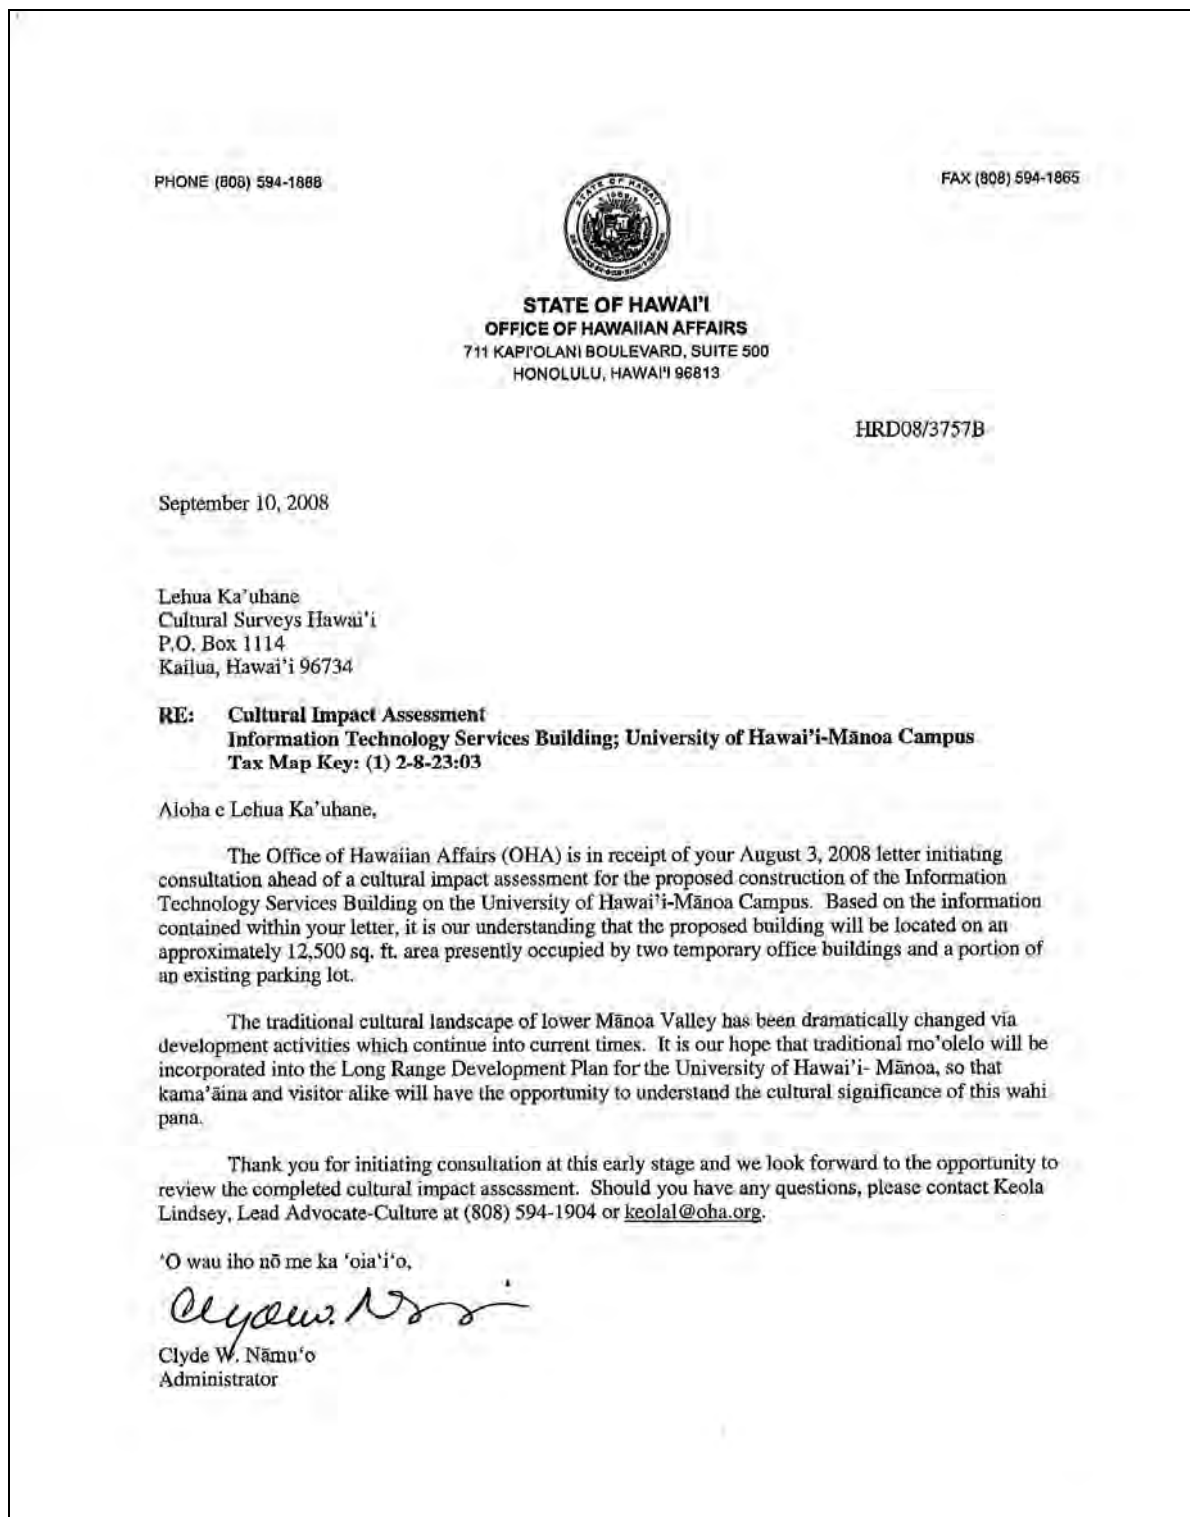 PHONE (808) 594-1888
FAX (808) 594-1865
STATE OF HAWAI'I
STATE OF HAWAI'I
OFFICE OF HAWAIIAN AFFAIRS
711 KAPI'OLANI BOULEVARD, SUITE 500
HONOLULU, HAWAI'I 96813
HRD08/3757B
September 10, 2008
Lehua Ka'uhane
Cultural Surveys Hawai'i
P.O. Box 1114
Kailua, Hawai'i 96734
RE: Cultural Impact Assessment
Information Technology Services Building; University of Hawai'i-Mānoa Campus
Tax Map Key: (1) 2-8-23:03
Aloha e Lehua Ka'uhane,
The Office of Hawaiian Affairs (OHA) is in receipt of your August 3, 2008 letter initiating
consultation ahead of a cultural impact assessment for the proposed construction of the Information
Technology Services Building on the University of Hawai'i-Mānoa Campus. Based on the information
contained within your letter, it is our understanding that the proposed building will be located on an
approximately 12,500 sq. ft. area presently occupied by two temporary office buildings and a portion of
an existing parking lot.
The traditional cultural landscape of lower Mānoa Valley has been dramatically changed via
development activities which continue into current times. It is our hope that traditional mo'olelo will be
incorporated into the Long Range Development Plan for the University of Hawai'i- Mānoa, so that
kama'āina and visitor alike will have the opportunity to understand the cultural significance of this wahi
pana.
Thank you for initiating consultation at this early stage and we look forward to the opportunity to
review the completed cultural impact assessment. Should you have any questions, please contact Keola
Lindsey, Lead Advocate-Culture at (808) 594-1904 or keolal@oha.org.
‘O wau iho nō me ka ‘oia‘i‘o,
Clyde W. Nāmu‘o
Administrator